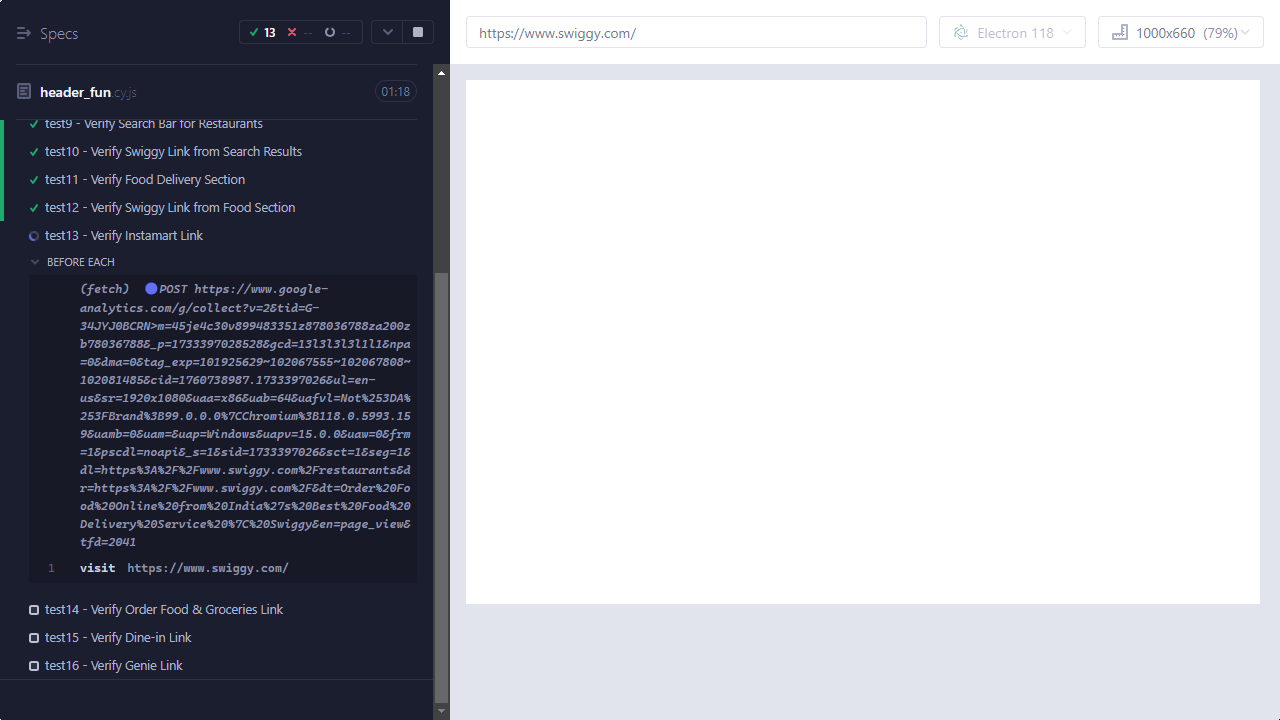 Specs
13
--
--
https://www.swiggy.com/
Electron 118
1000x660 (79%)
header_fun.cy.js
01:18
test9 - Verify Search Bar for Restaurants
test10 - Verify Swiggy Link from Search Results
test11 - Verify Food Delivery Section
test12 - Verify Swiggy Link from Food Section
test13 - Verify Instamart Link
BEFORE EACH
(fetch) POST https://www.google-
analytics.com/g/collect?v=2&tid=G-
34JYJ0BCRN>m=45je4c30v899483351z878036788za200z
b78036788&_p=1733397028528&gcd=13l3l3l3l1l1&npa
=0&dma=0&tag_exp=101925629~102067555~102067808~
102081485&cid=1760738987.1733397026&ul=en-
us&sr=1920x1080&uaa=x86&uab=64&uafvl=Not%253DA%
253FBrand%3B99.0.0.0%7CChromium%3B118.0.5993.15
9&uamb=0&uam=&uap=Windows&uapv=15.0.0&uaw=0&frm
=1&pscdl=noapi&_s=1&sid=1733397026&sct=1&seg=1&
dl=https%3A%2F%2Fwww.swiggy.com%2Frestaurants&d
r=https%3A%2F%2Fwww.swiggy.com%2F&dt=Order%20Fo
od%20Online%20from%20India%27s%20Best%20Food%20
Delivery%20Service%20%7C%20Swiggy&en=page_view&
tfd=2041
1 visit https://www.swiggy.com/
test14 - Verify Order Food & Groceries Link
test15 - Verify Dine-in Link
test16 - Verify Genie Link